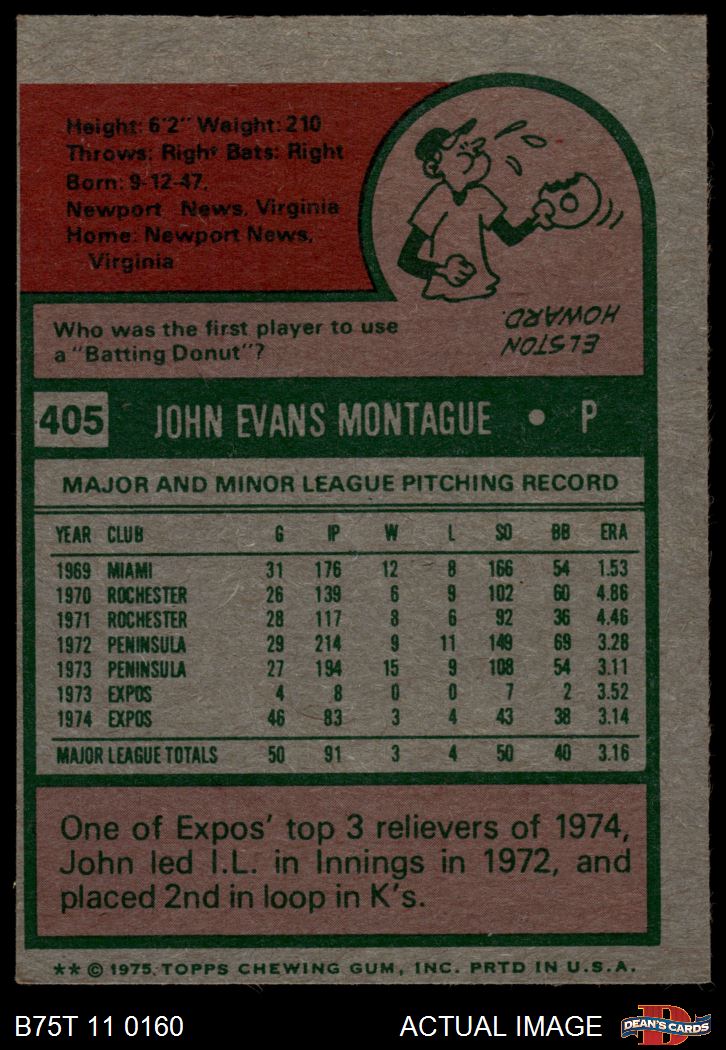 Height: 6'2" Weight: 210
Throws: Right Bats: Right
Born: 9-12-47,
Newport News, Virginia
Home: Newport News,
Virginia
Who was the first player to use
a "Batting Donut"?
ELSTON
HOWARD.
405 JOHN EVANS MONTAGUE • P
MAJOR AND MINOR LEAGUE PITCHING RECORD
YEAR CLUB G IP W L SO BB ERA
1969 MIAMI 31 176 12 8 166 54 1.53
1970 ROCHESTER 26 139 6 9 102 60 4.86
1971 ROCHESTER 28 117 8 6 92 36 4.46
1972 PENINSULA 29 214 9 11 149 69 3.28
1973 PENINSULA 27 194 15 9 108 54 3.11
1973 EXPOS 4 8 0 0 7 2 3.52
1974 EXPOS 46 83 3 4 43 38 3.14
MAJOR LEAGUE TOTALS 50 91 3 4 50 40 3.16
One of Expos' top 3 relievers of 1974,
John led I.L. in Innings in 1972, and
placed 2nd in loop in K's.
** © 1975, TOPPS CHEWING GUM, INC. PRTD IN U.S.A.
B75T 11 0160 ACTUAL IMAGE
D
DEAN'S CARDS